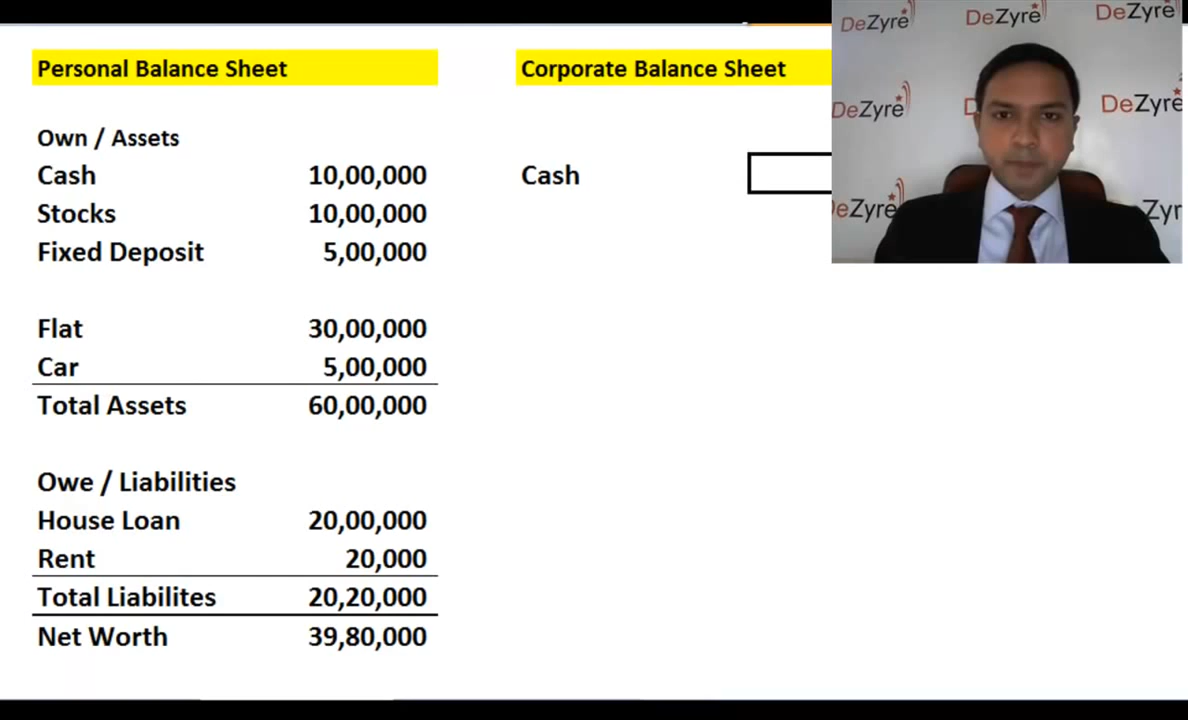 Personal Balance Sheet
Own / Assets
Cash 10,00,000
Stocks 10,00,000
Fixed Deposit 5,00,000
Flat 30,00,000
Car 5,00,000
Total Assets 60,00,000
Owe / Liabilities
House Loan 20,00,000
Rent 20,000
Total Liabilites 20,20,000
Net Worth 39,80,000
Corporate Balance Sheet
Cash
DeZyre DeZyre DeZyre
DeZyre D DeZyre
eZyre Zyr